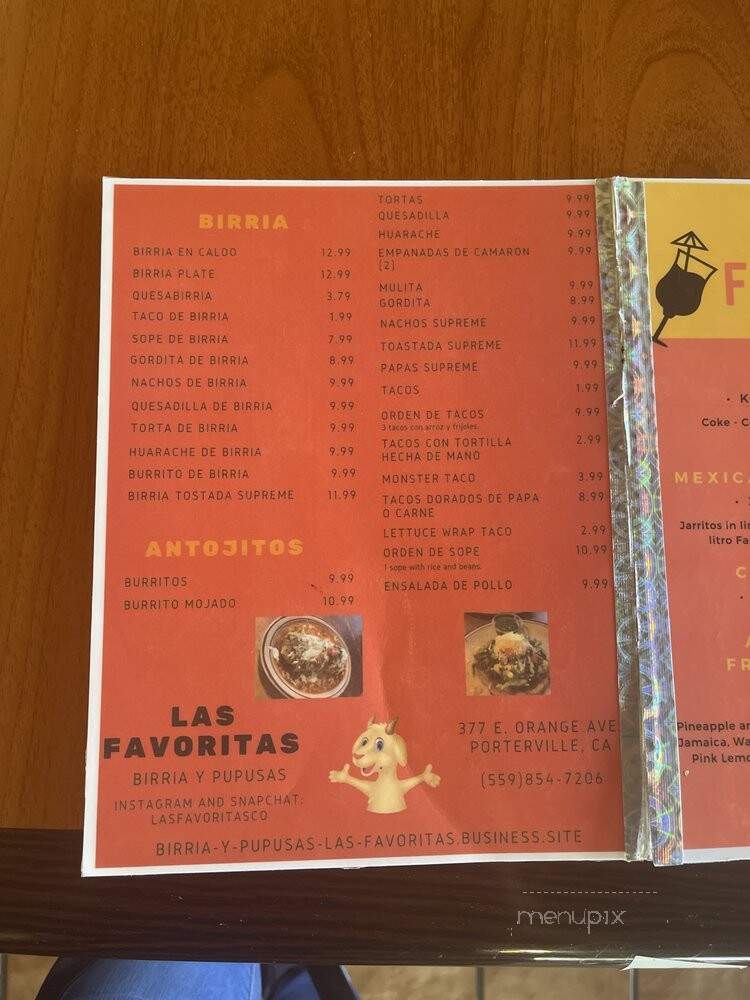 BIRRIA
BIRRIA EN CALDO 12.99
BIRRIA PLATE 12.99
QUESABIRRIA 3.79
TACO DE BIRRIA 1.99
SOPE DE BIRRIA 7.99
GORDITA DE BIRRIA 8.99
NACHOS DE BIRRIA 9.99
QUESADILLA DE BIRRIA 9.99
TORTA DE BIRRIA 9.99
HUARACHE DE BIRRIA 9.99
BURRITO DE BIRRIA 9.99
BIRRIA TOSTADA SUPREME 11.99
ANTOJITOS
BURRITOS 9.99
BURRITO MOJADO 10.99
TORTAS 9.99
QUESADILLA 9.99
HUARACHE 9.99
EMPANADAS DE CAMARON 9.99
(2)
MULITA 9.99
GORDITA 8.99
NACHOS SUPREME 9.99
TOASTADA SUPREME 11.99
PAPAS SUPREME 9.99
TACOS 1.99
ORDEN DE TACOS 9.99
3 tacos con arroz y frijoles.
TACOS CON TORTILLA 2.99
HECHA DE MANO
MONSTER TACO 3.99
TACOS DORADOS DE PAPA 8.99
O CARNE
LETTUCE WRAP TACO 2.99
ORDEN DE SOPE 10.99
1 sope with rice and beans.
ENSALADA DE POLLO 9.99
LAS
FAVORITAS
BIRRIA Y PUPUSAS
INSTAGRAM AND SNAPCHAT:
LASFAVORITASCO
377 E. ORANGE AVE
PORTERVILLE, CA
(559)854-7206
BIRRIA-Y-PUPUSAS-LAS-FAVORITAS.BUSINESS.SITE
F
• K
Coke - C
MEXICA
Jarritos in
litro Fa
C
FR
Pineapple
Jamaica, Wa
Pink
menupix